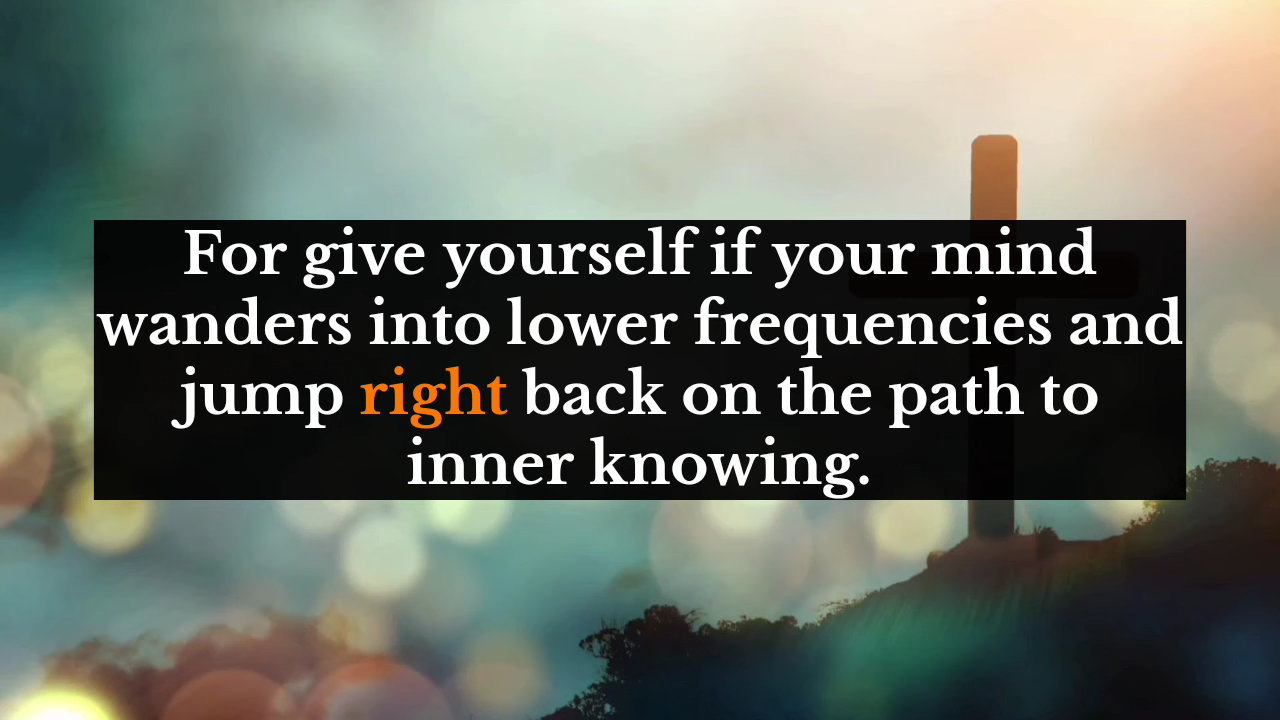 For give yourself if your mind
wanders into lower frequencies and
jump right back on the path to
inner knowing.